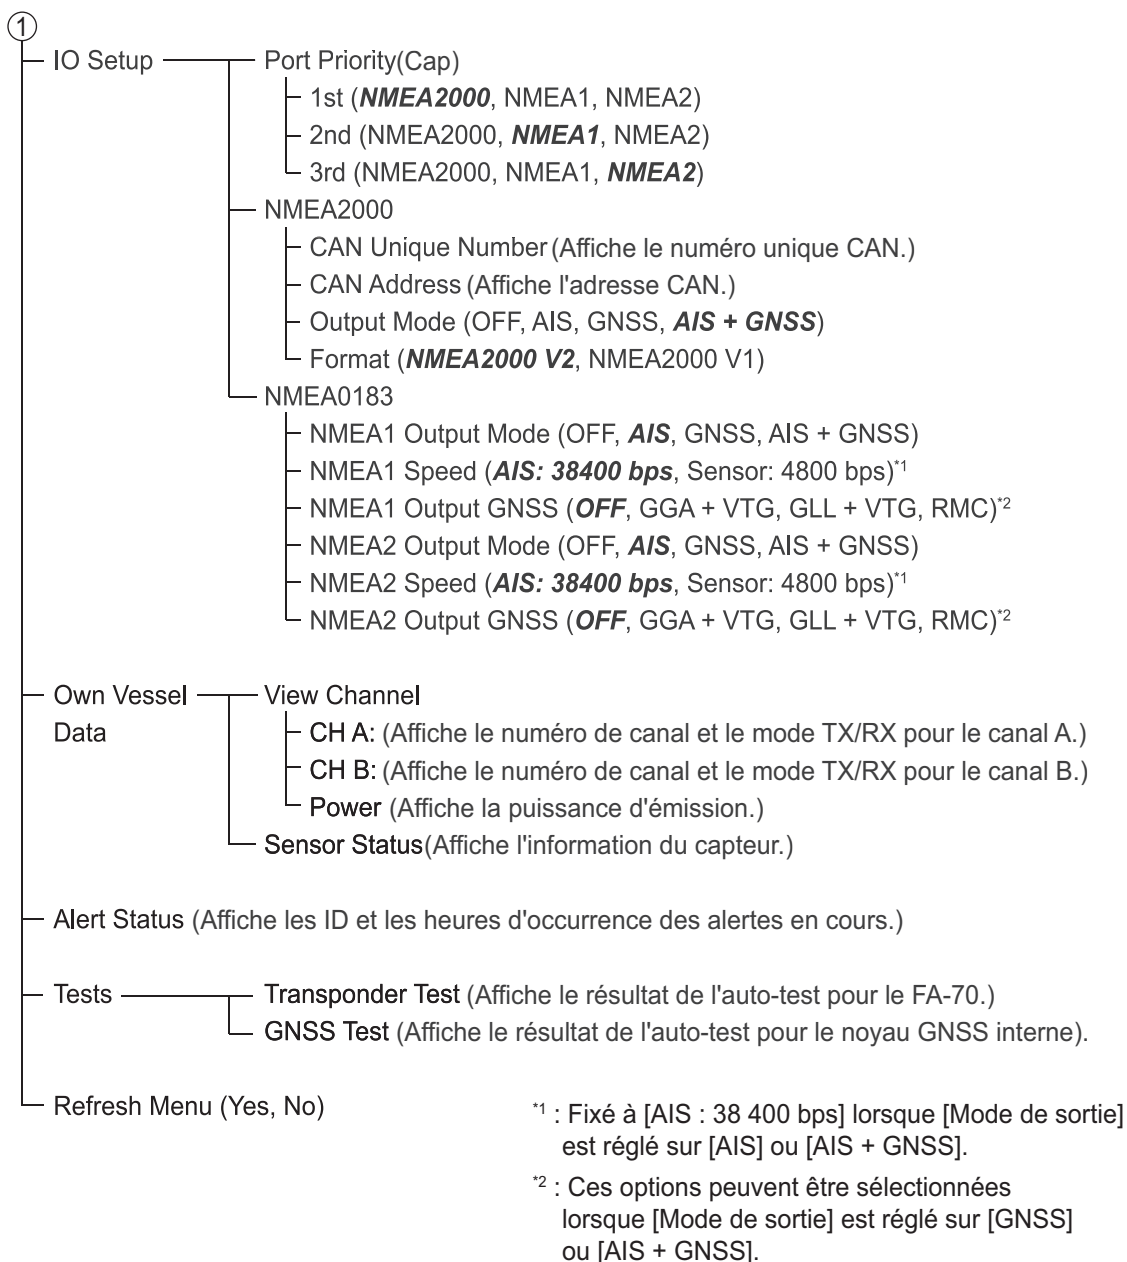 ①
IO Setup Port Priority(Cap)
1st (NMEA2000, NMEA1, NMEA2)
2nd (NMEA2000, NMEA1, NMEA2)
3rd (NMEA2000, NMEA1, NMEA2)
NMEA2000
CAN Unique Number (Affiche le numéro unique CAN.)
CAN Address (Affiche l'adresse CAN.)
Output Mode (OFF, AIS, GNSS, AIS + GNSS)
Format (NMEA2000 V2, NMEA2000 V1)
NMEA0183
NMEA1 Output Mode (OFF, AIS, GNSS, AIS + GNSS)
NMEA1 Speed (AIS: 38400 bps, Sensor: 4800 bps)*1
NMEA1 Output GNSS (OFF, GGA + VTG, GLL + VTG, RMC)*2
NMEA2 Output Mode (OFF, AIS, GNSS, AIS + GNSS)
NMEA2 Speed (AIS: 38400 bps, Sensor: 4800 bps)*1
NMEA2 Output GNSS (OFF, GGA + VTG, GLL + VTG, RMC)*2
Own Vessel View Channel
Data CH A: (Affiche le numéro de canal et le mode TX/RX pour le canal A.)
CH B: (Affiche le numéro de canal et le mode TX/RX pour le canal B.)
Power (Affiche la puissance d'émission.)
Sensor Status(Affiche l'information du capteur.)
Alert Status (Affiche les ID et les heures d'occurrence des alertes en cours.)
Tests Transponder Test (Affiche le résultat de l'auto-test pour le FA-70.)
GNSS Test (Affiche le résultat de l'auto-test pour le noyau GNSS interne).
Refresh Menu (Yes, No)
*1 : Fixé à [AIS : 38 400 bps] lorsque [Mode de sortie]
est réglé sur [AIS] ou [AIS + GNSS].
*2 : Ces options peuvent être sélectionnées
lorsque [Mode de sortie] est réglé sur [GNSS]
ou [AIS + GNSS].